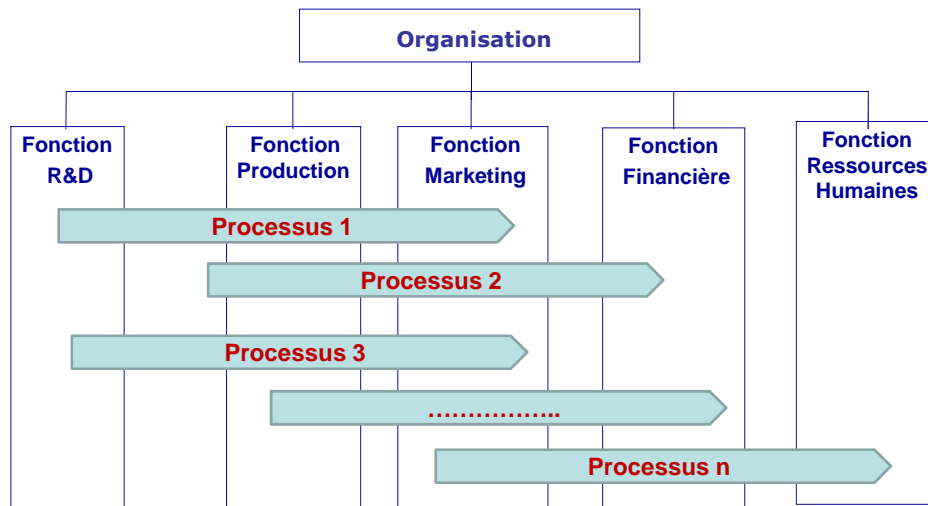 Organisation
Fonction
R&D
Fonction
Production
Fonction
Marketing
Fonction
Financière
Fonction
Ressources
Humaines
Processus 1
Processus 2
Processus 3
……………..
Processus n